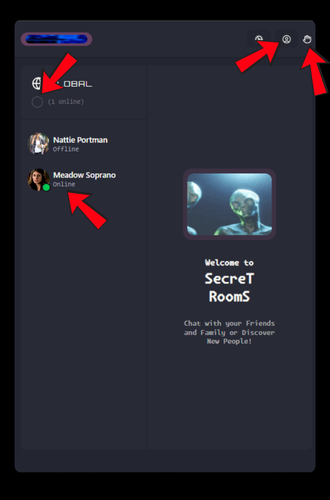 (1 online)
Nattie Portman
Offline
Meadow Soprano
Online
Welcome to
SecreT
RoomS
Chat with your Friends
and Family or Discover
New People!